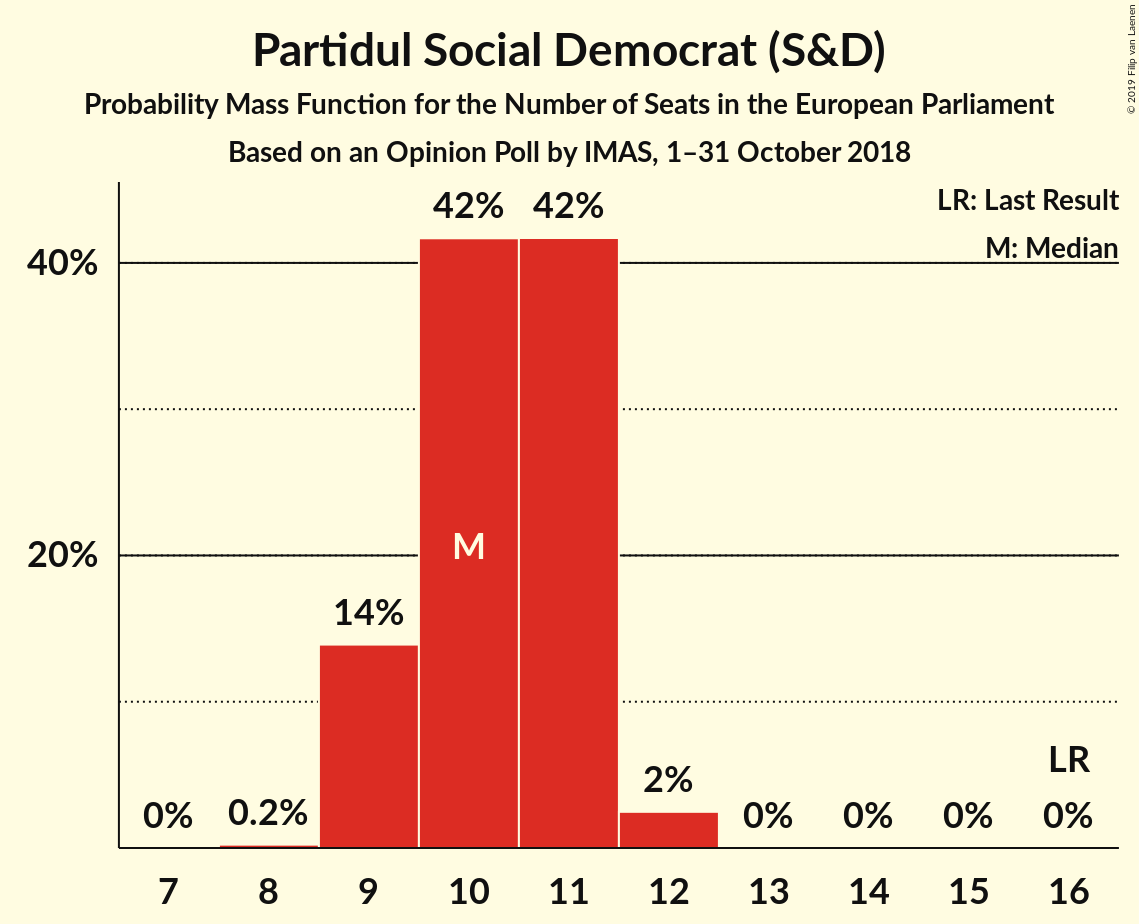 Partidul Social Democrat (S&D)
Probability Mass Function for the Number of Seats in the European Parliament
Based on an Opinion Poll by IMAS, 1–31 October 2018
© 2019 Filip van Laenen
LR: Last Result
M: Median
42% 42%
40%
M
20%
14%
LR
2%
0% 0.2% 0% 0% 0% 0%
7 8 9 10 11 12 13 14 15 16